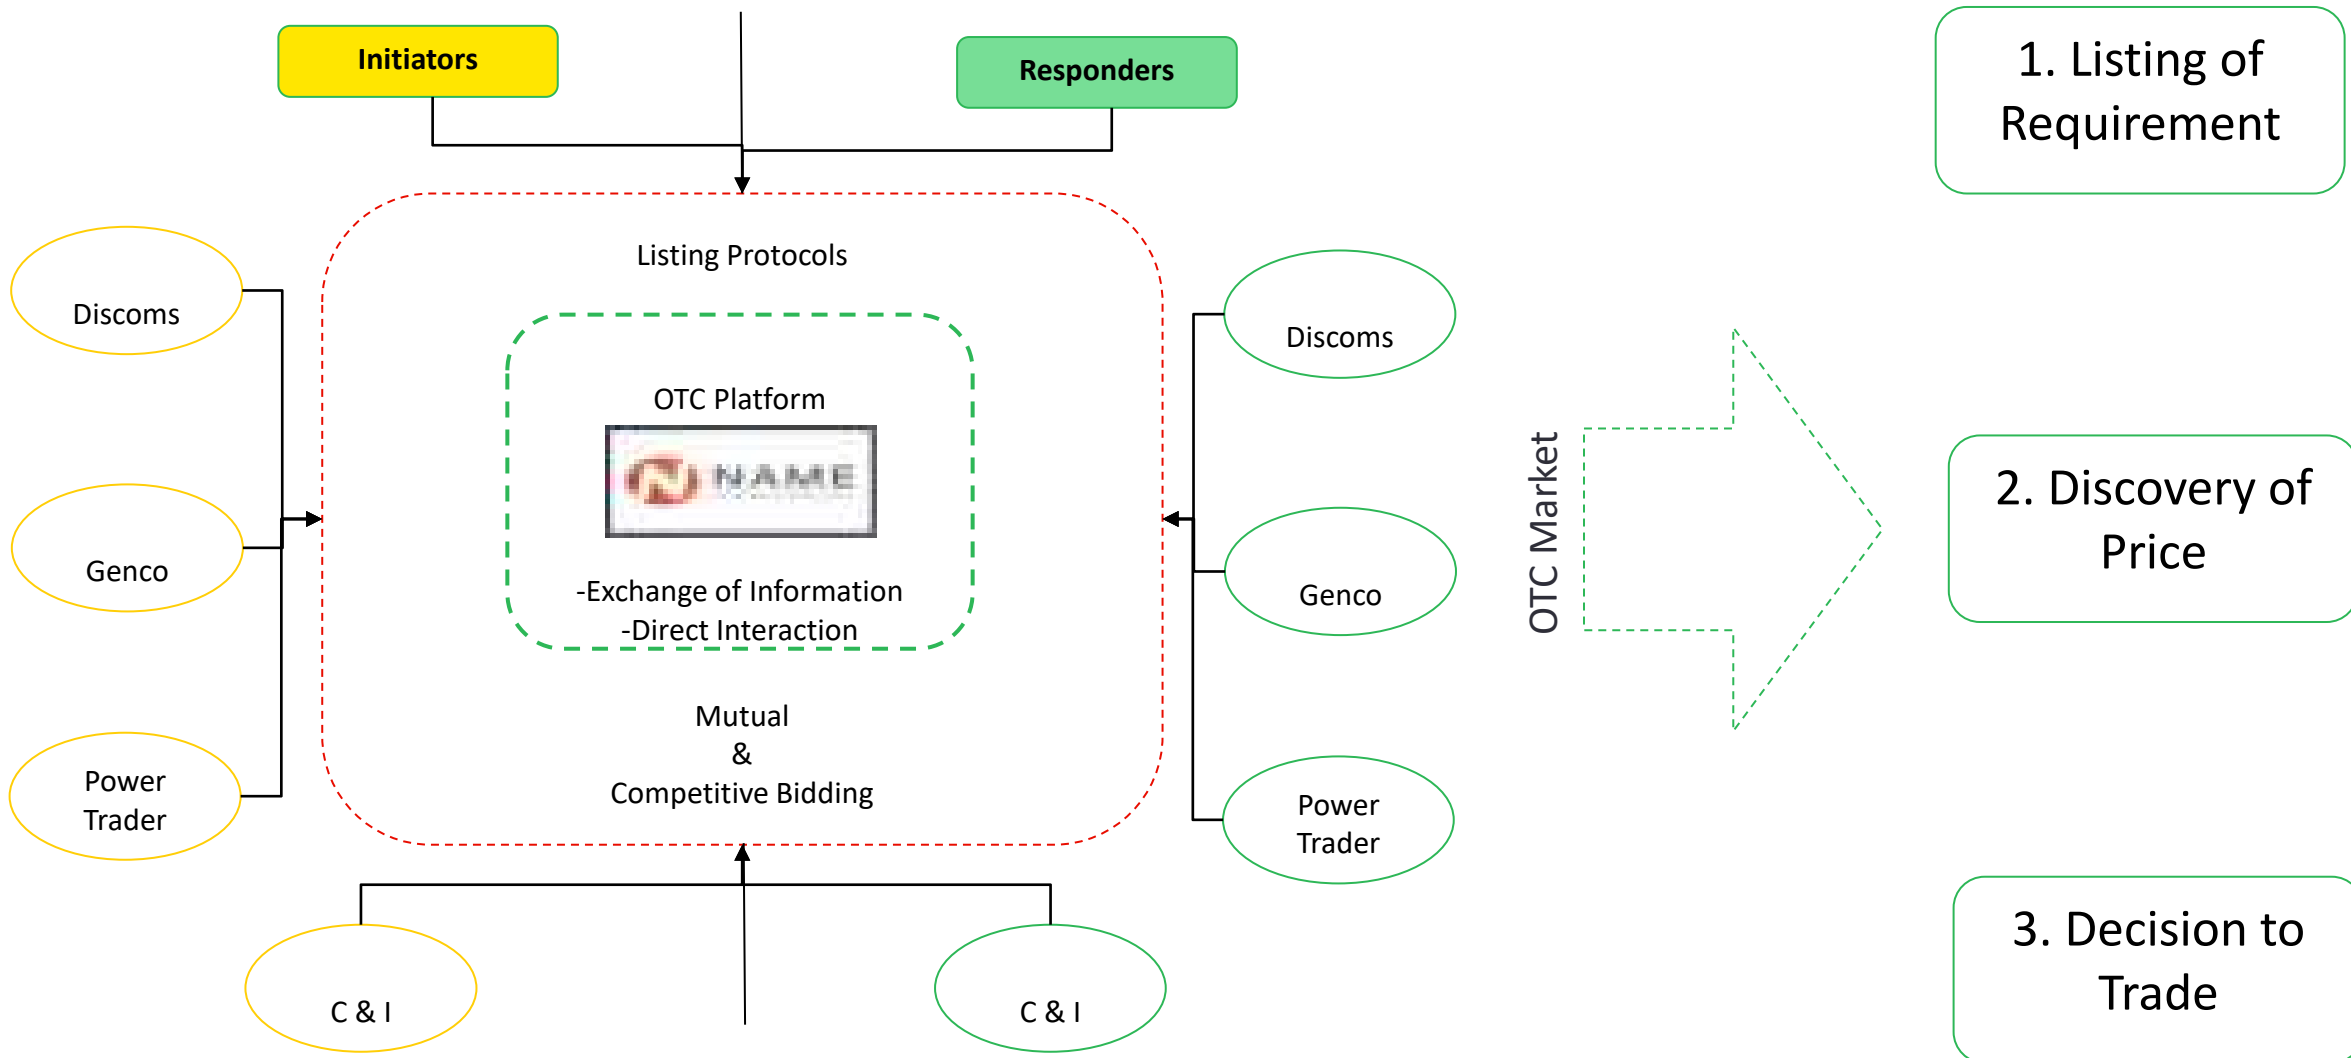 Initiators
Responders
Listing Protocols
Discoms
Genco
Power
Trader
OTC Platform
NAME
-Exchange of Information
-Direct Interaction
Mutual
&
Competitive Bidding
Discoms
Genco
Power
Trader
C & I
C & I
OTC Market
1. Listing of
Requirement
2. Discovery of
Price
3. Decision to
Trade